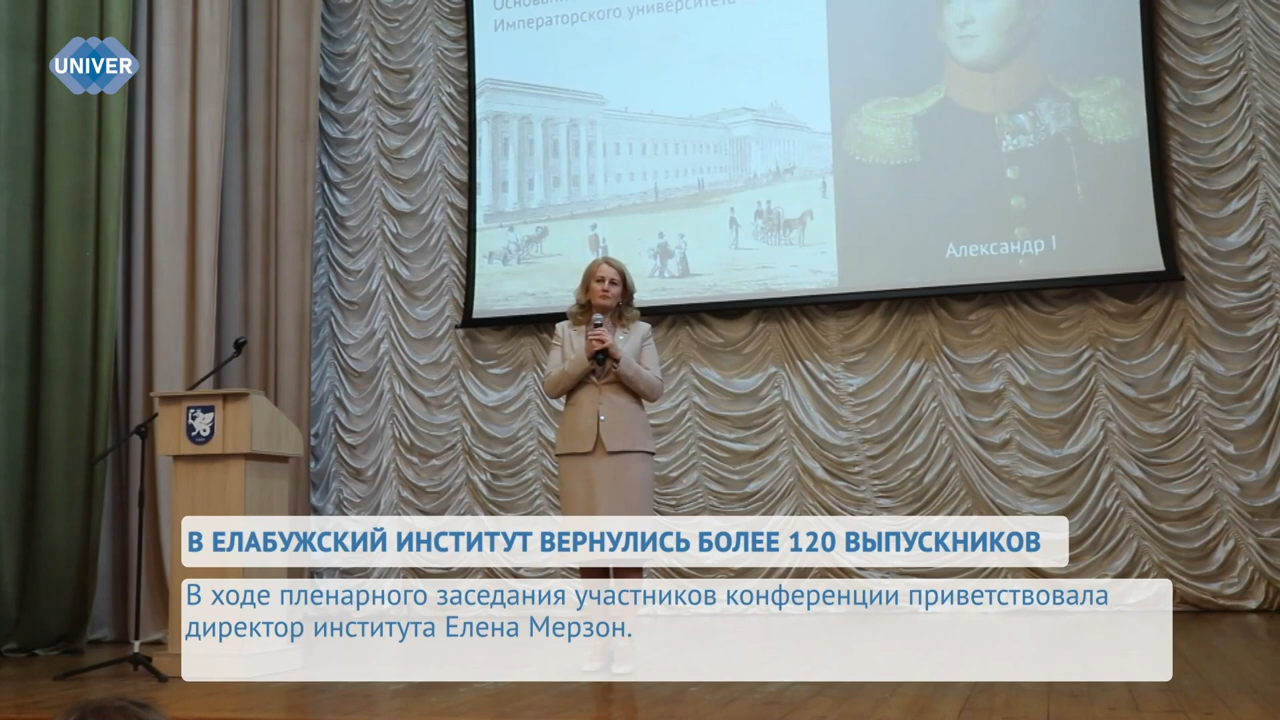 Императорского университета
UNIVER
Александр I
В ЕЛАБУЖСКИЙ ИНСТИТУТ ВЕРНУЛИСЬ БОЛЕЕ 120 ВЫПУСКНИКОВ
В ходе пленарного заседания участников конференции приветствовала
директор института Елена Мерзон.